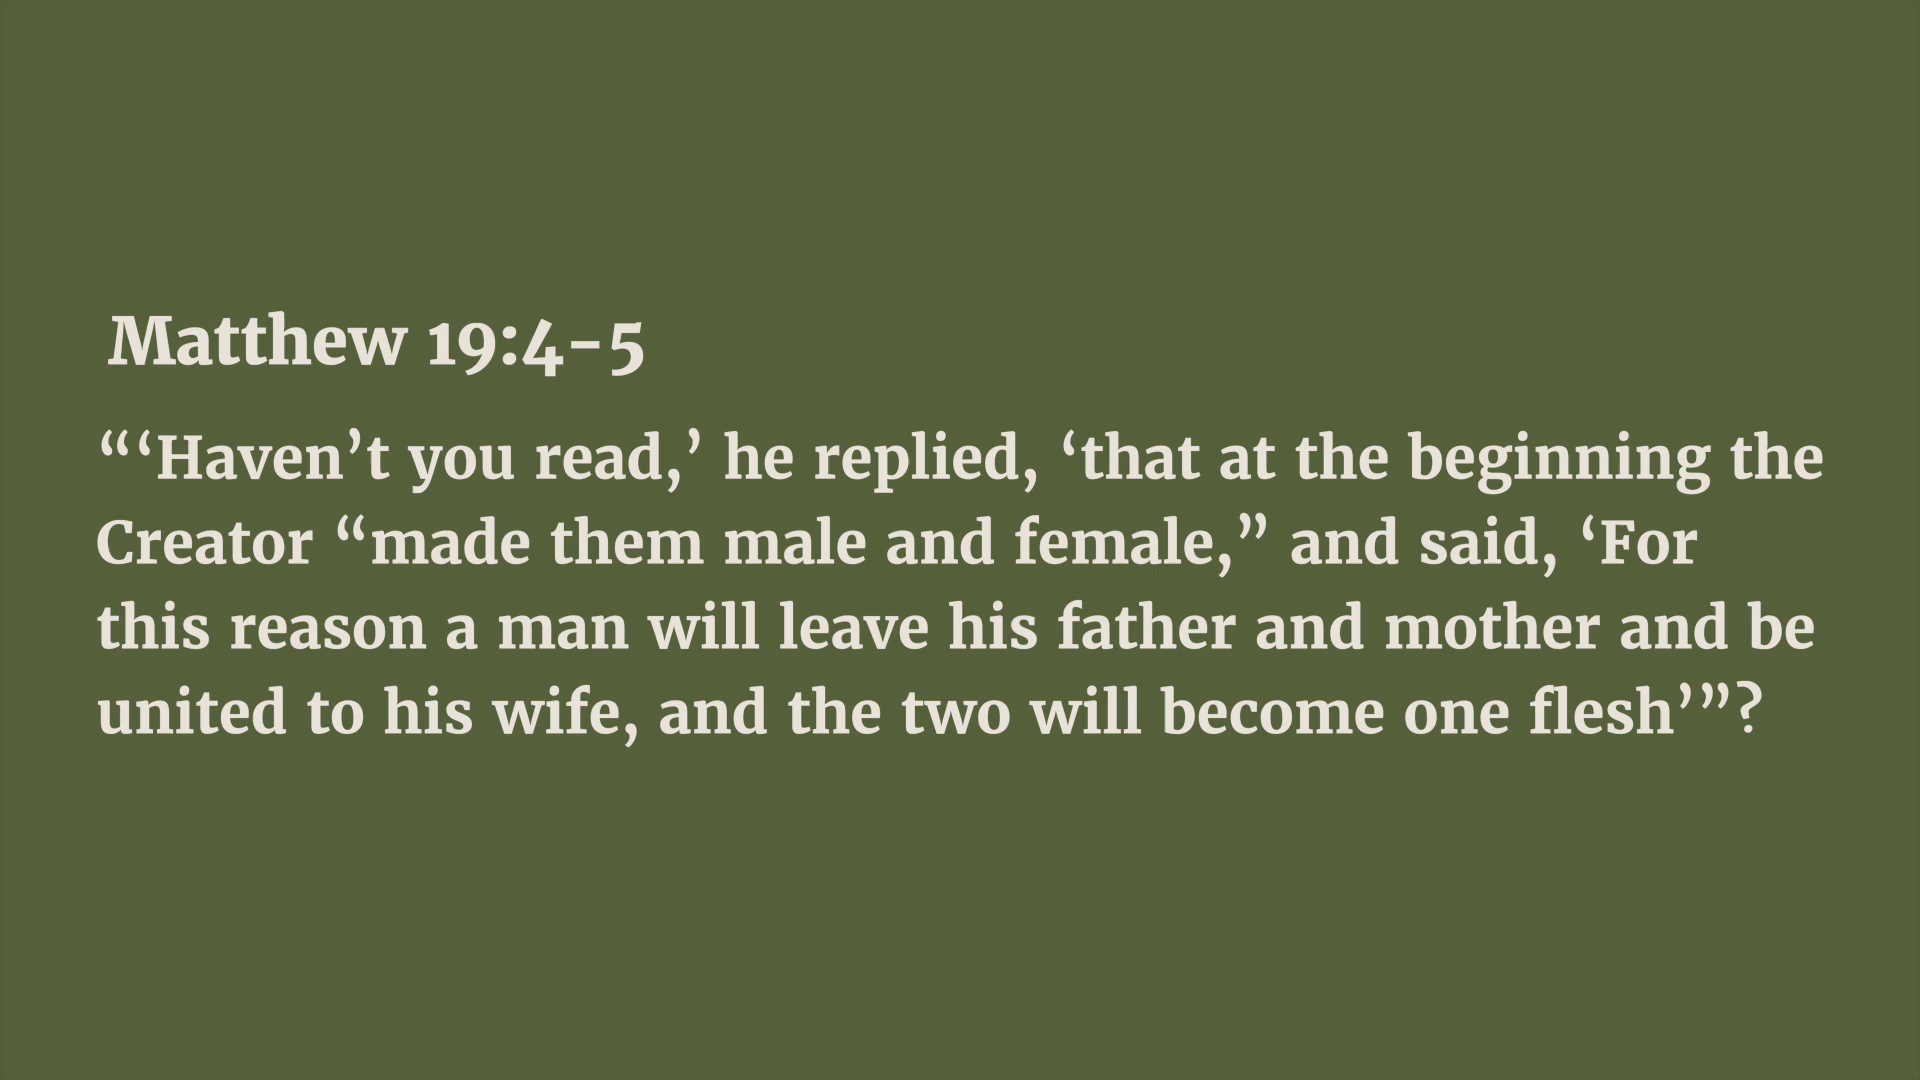 Matthew 19:4-5
“‘Haven’t you read,’ he replied, ‘that at the beginning the
Creator “made them male and female,” and said, ‘For
this reason a man will leave his father and mother and be
united to his wife, and the two will become one flesh’”?